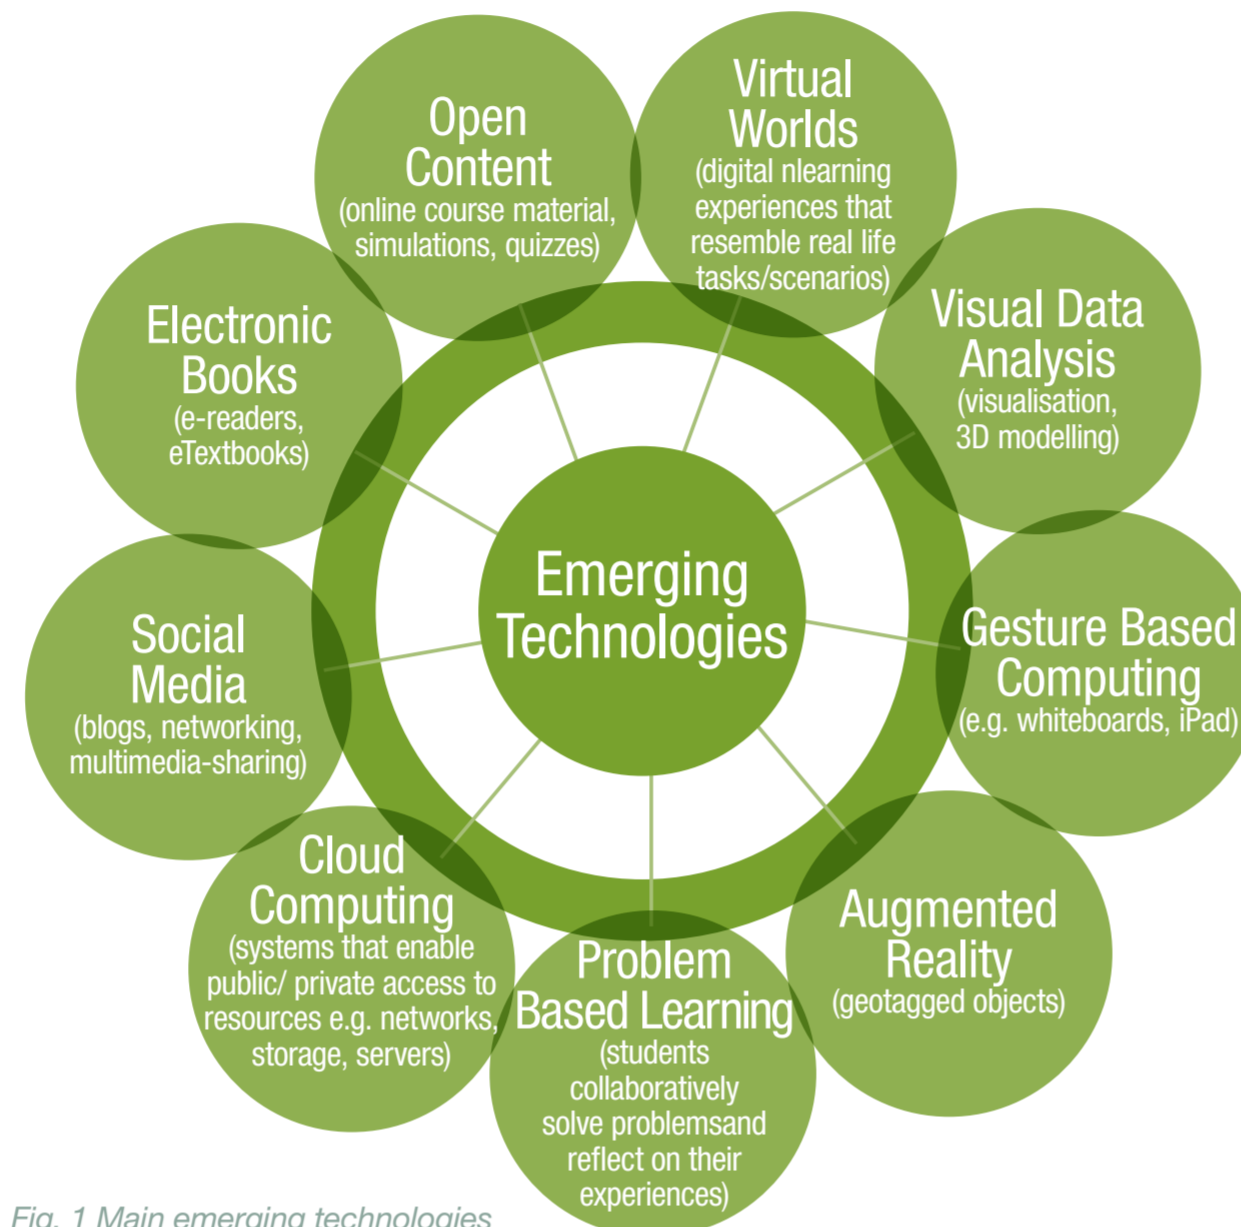 Open
Content
(online course material,
simulations, quizzes)
Virtual
Worlds
(digital nlearning
experiences that
resemble real life
tasks/scenarios)
Visual Data
Analysis
(visualisation,
3D modelling)
Gesture Based
Computing
(e.g. whiteboards, iPad)
Augmented
Reality
(geotagged objects)
Problem
Based Learning
(students
collaboratively
solve problemsand
reflect on their
experiences)
Cloud
Computing
(systems that enable
public/ private access to
resources e.g. networks,
storage, servers)
Social
Media
(blogs, networking,
multimedia-sharing)
Electronic
Books
(e-readers,
eTextbooks)
Emerging
Technologies
Fig. 1 Main emerging technologies